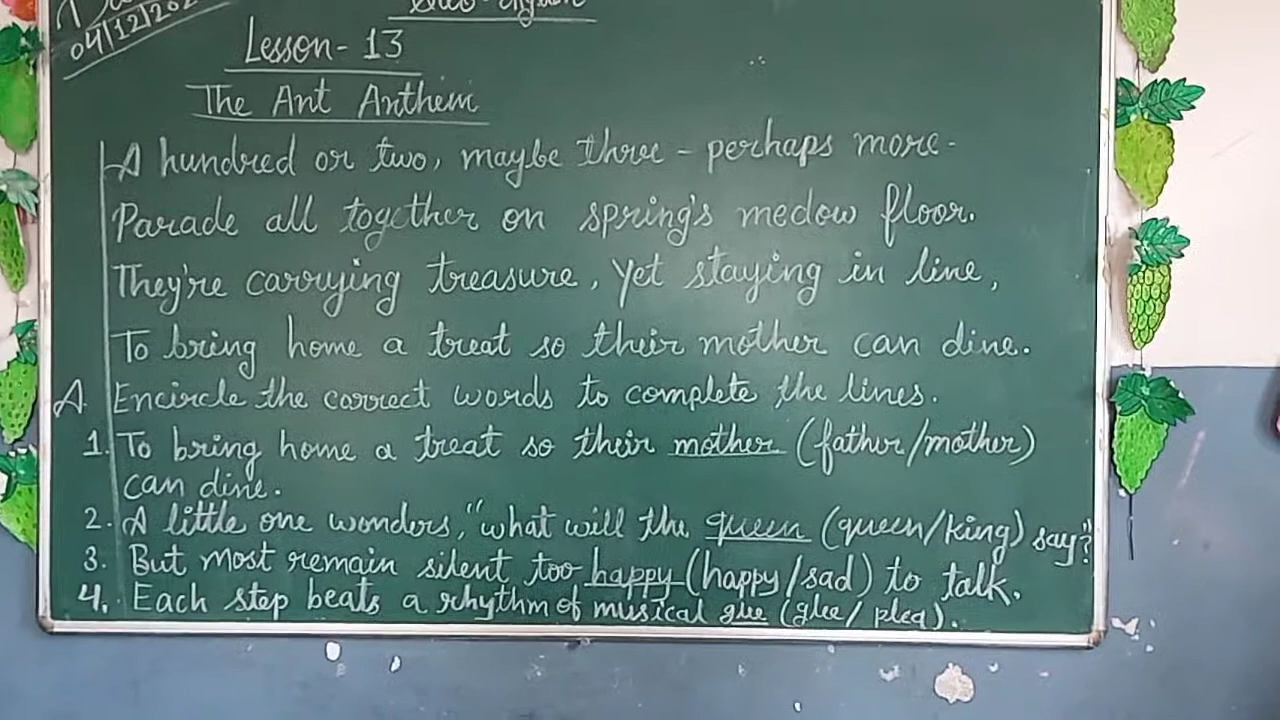 04/12/202
Lesson- 13
The Ant Anthem
A hundred or two, maybe three - perhaps more-
Parade all together on spring's medow floor.
They're carrying treasure, yet staying in line,
To bring home a treat so their mother can dine.
A. Encircle the correct words to complete the lines.
1. To bring home a treat so their mother (father/mother)
can dine.
2. A little one wonders, "what will the queen (queen/king) say?"
3. But most remain silent too happy (happy/sad) to talk.
4. Each step beats a rhythm of musical glee (glee/plea).